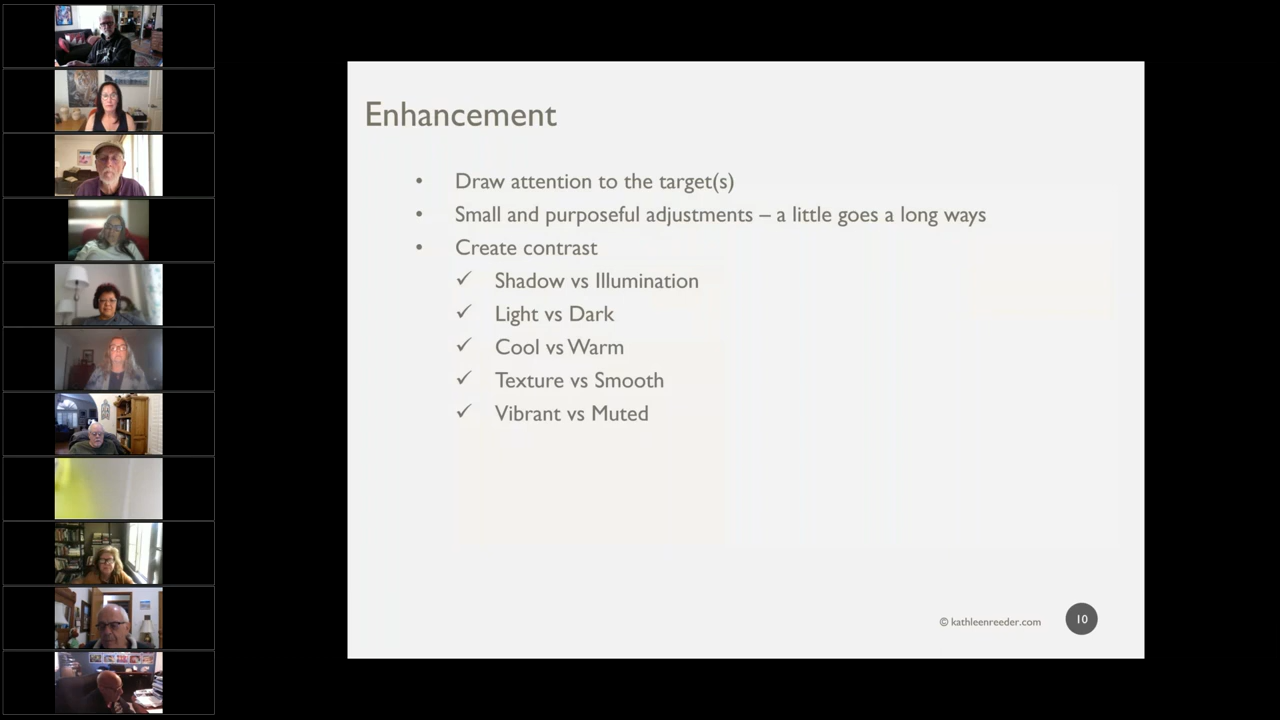 Enhancement
• Draw attention to the target(s)
• Small and purposeful adjustments – a little goes a long ways
• Create contrast
✓ Shadow vs Illumination
✓ Light vs Dark
✓ Cool vs Warm
✓ Texture vs Smooth
✓ Vibrant vs Muted
© kathleenreeder.com
10